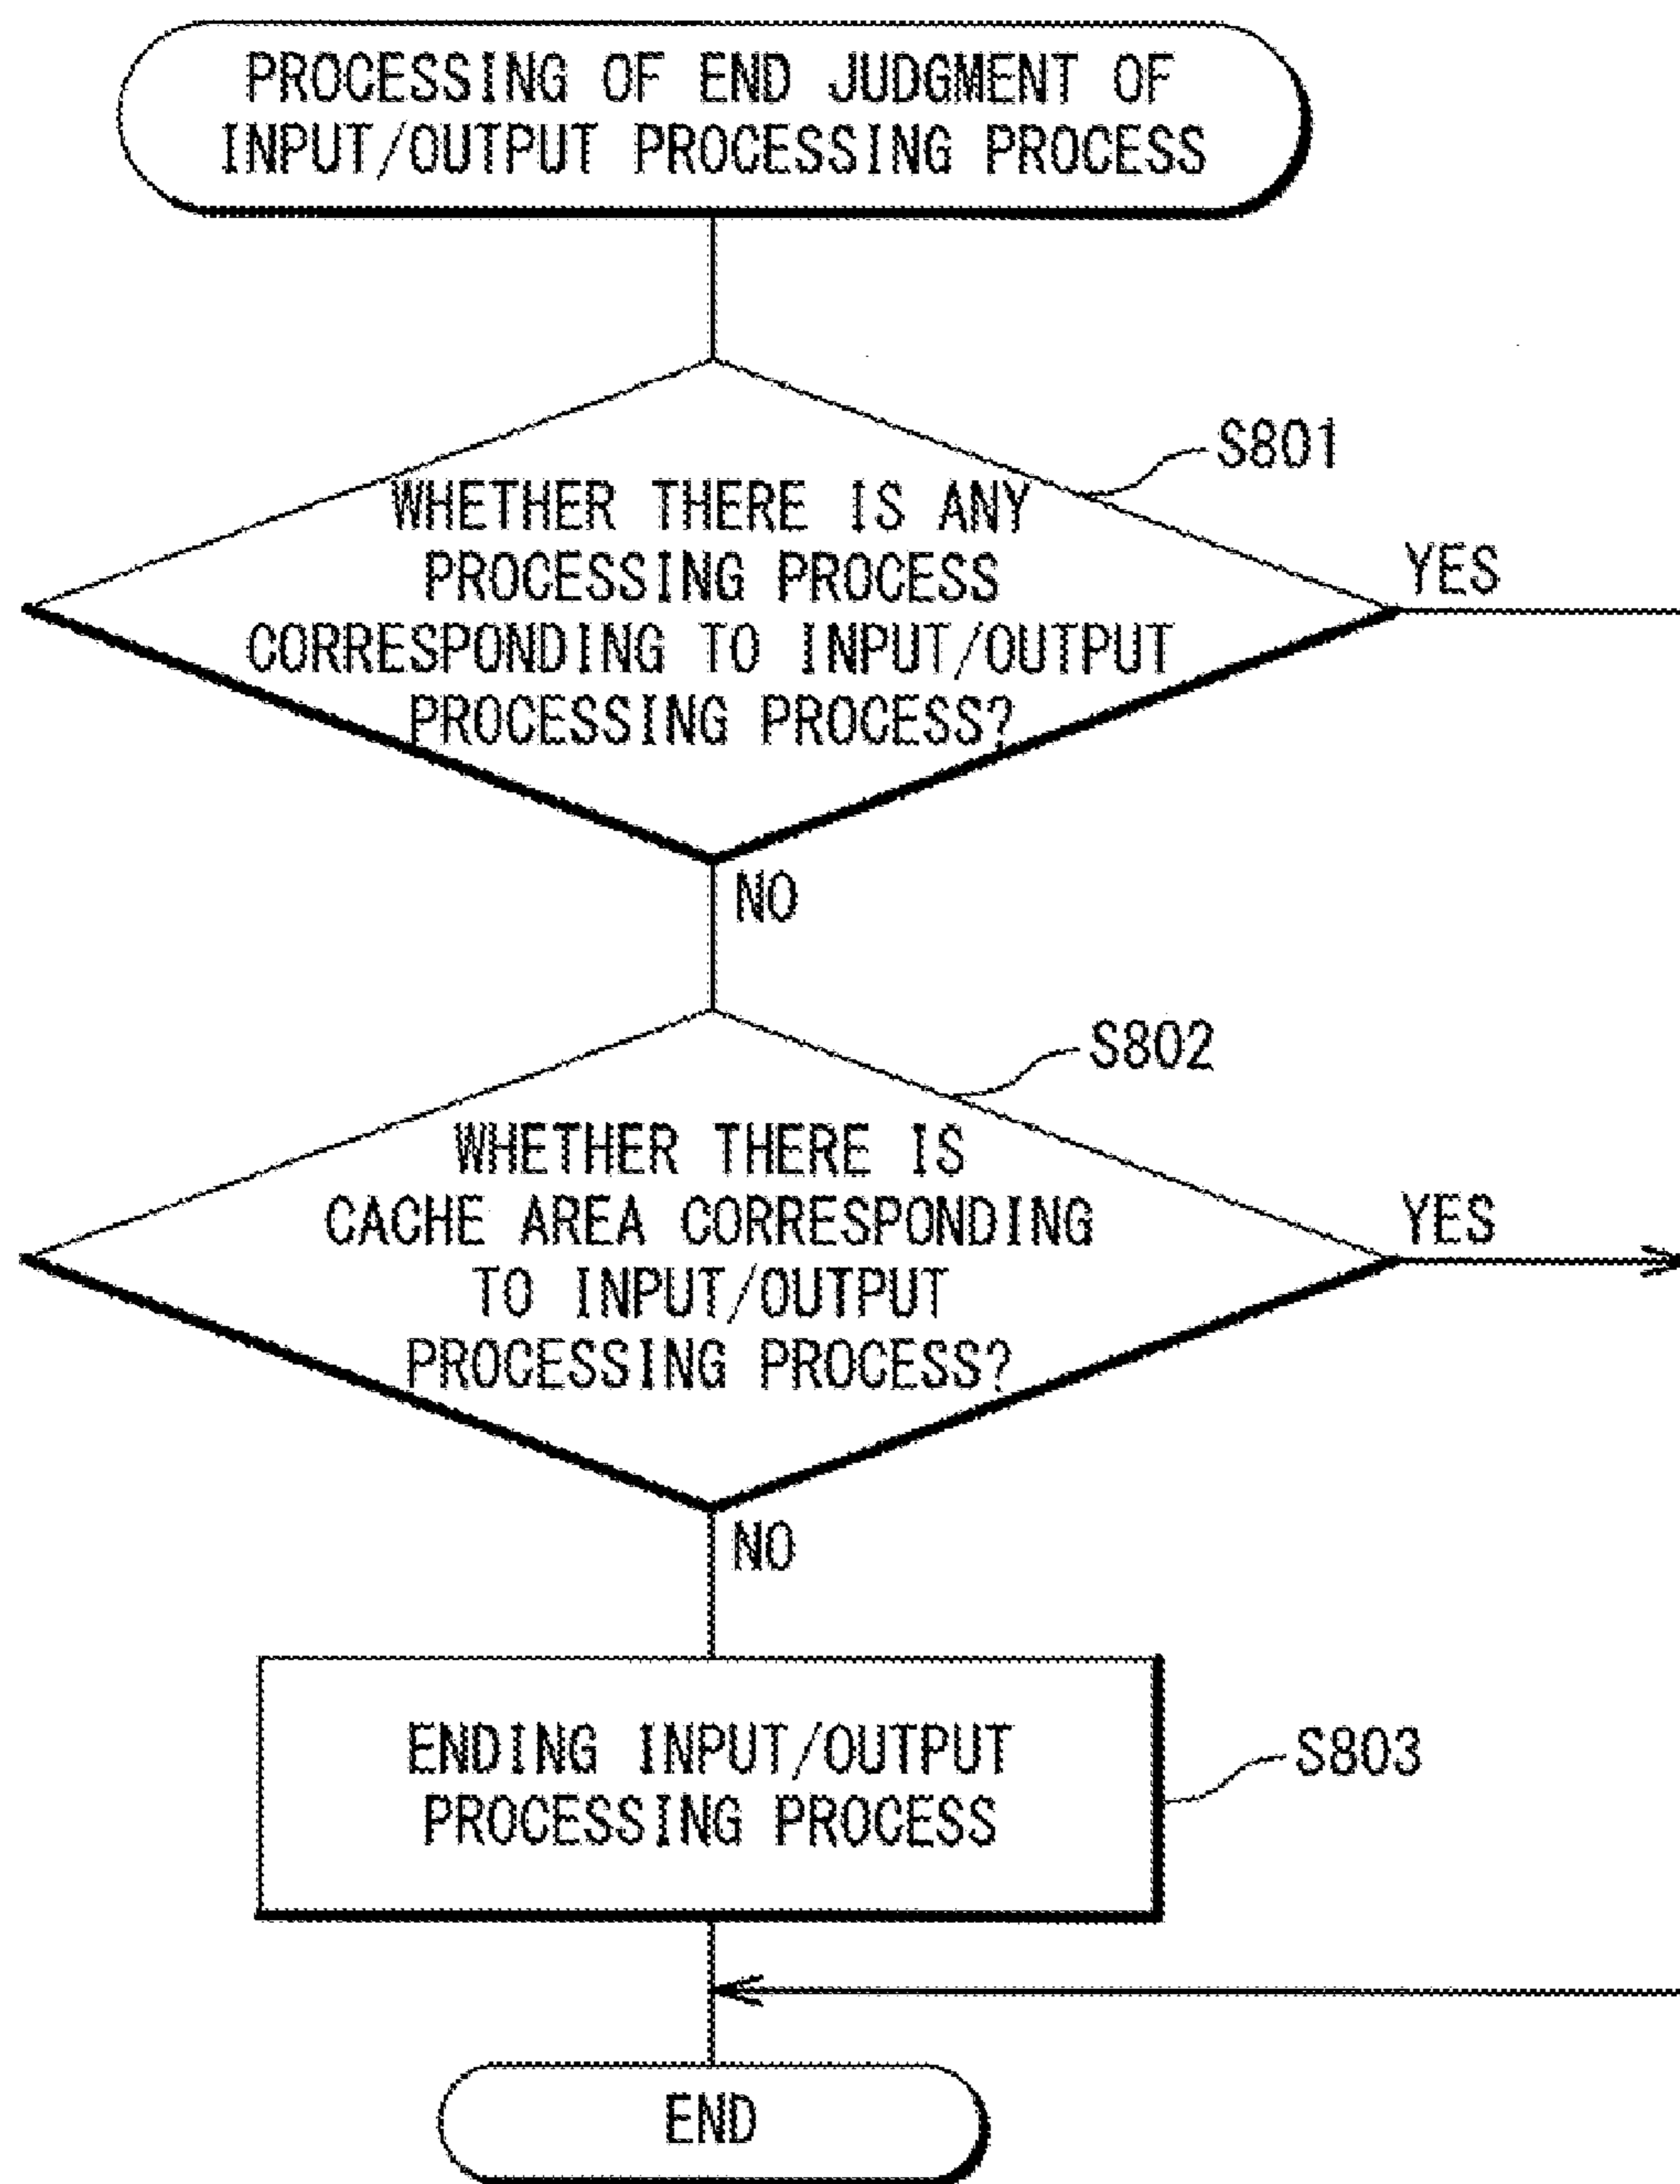 PROCESSING OF END JUDGMENT OF
INPUT/OUTPUT PROCESSING PROCESS
S801
WHETHER THERE IS ANY
PROCESSING PROCESS
CORRESPONDING TO INPUT/OUTPUT
PROCESSING PROCESS?
YES
NO
S802
WHETHER THERE IS
CACHE AREA CORRESPONDING
TO INPUT/OUTPUT
PROCESSING PROCESS?
YES
NO
ENDING INPUT/OUTPUT
PROCESSING PROCESS
S803
END